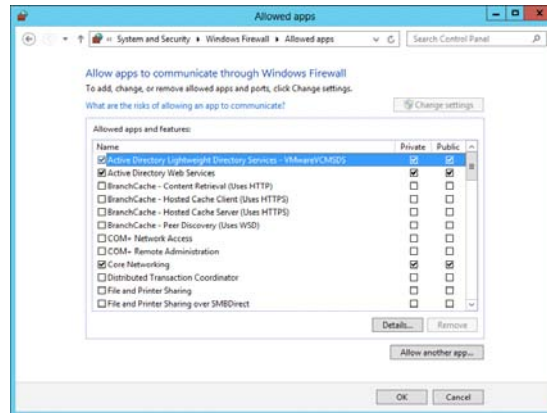 Allowed apps
« System and Security ▸ Windows Firewall ▸ Allowed apps
Search Control Panel
Allow apps to communicate through Windows Firewall
To add, change, or remove allowed apps and ports, click Change settings.
What are the risks of allowing an app to communicate?
Change settings
Allowed apps and features:
Name Private Public
Active Directory Lightweight Directory Services - VMwareVCMSDS
Active Directory Web Services
BranchCache - Content Retrieval (Uses HTTP)
BranchCache - Hosted Cache Client (Uses HTTPS)
BranchCache - Hosted Cache Server (Uses HTTPS)
BranchCache - Peer Discovery (Uses WSD)
COM+ Network Access
COM+ Remote Administration
Core Networking
Distributed Transaction Coordinator
File and Printer Sharing
File and Printer Sharing over SMBDirect
Details... Remove
Allow another app...
OK Cancel